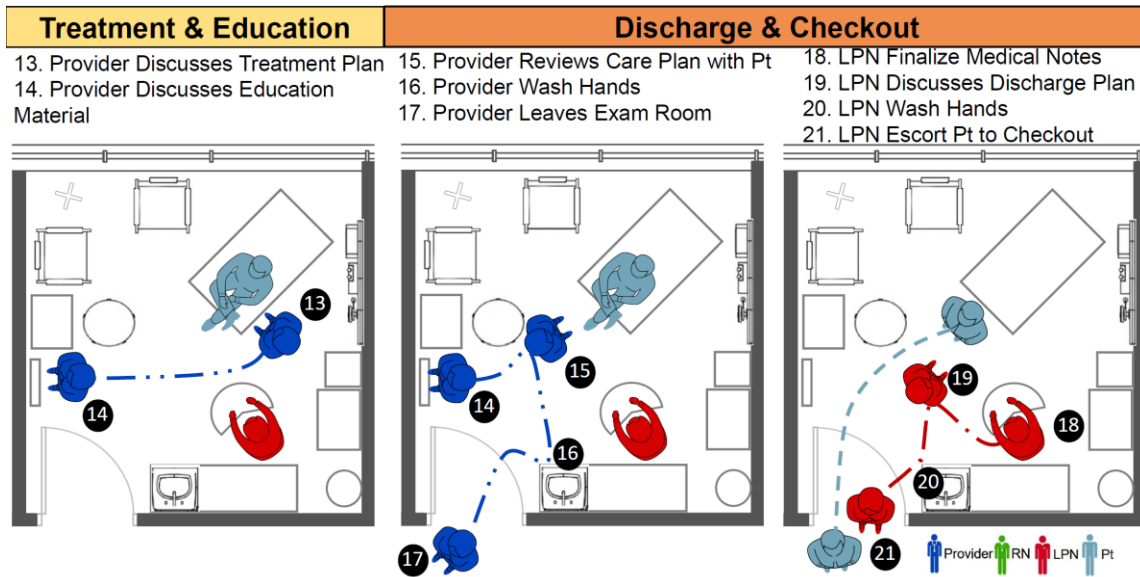 Treatment & Education
Discharge & Checkout
13. Provider Discusses Treatment Plan
14. Provider Discusses Education
Material
15. Provider Reviews Care Plan with Pt
16. Provider Wash Hands
17. Provider Leaves Exam Room
18. LPN Finalize Medical Notes
19. LPN Discusses Discharge Plan
20. LPN Wash Hands
21. LPN Escort Pt to Checkout
13
14
15
14
16
17
19
18
20
21
Provider RN LPN Pt